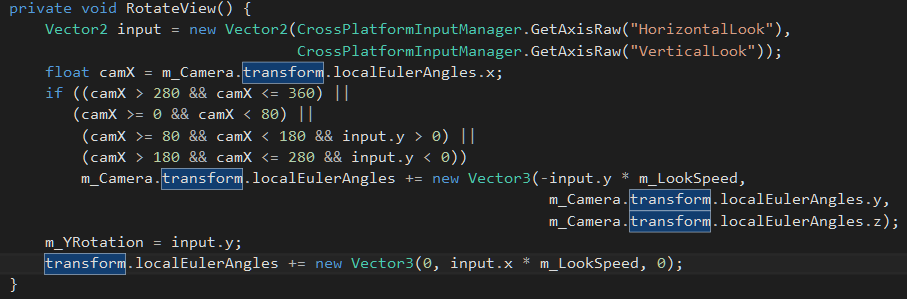 private void RotateView() {
Vector2 input = new Vector2(CrossPlatformInputManager.GetAxisRaw("HorizontalLook"),
CrossPlatformInputManager.GetAxisRaw("VerticalLook"));
float camX = m_Camera.transform.localEulerAngles.x;
if ((camX > 280 && camX <= 360) ||
(camX >= 0 && camX < 80) ||
(camX >= 80 && camX < 180 && input.y > 0) ||
(camX > 180 && camX <= 280 && input.y < 0))
m_Camera.transform.localEulerAngles += new Vector3(-input.y * m_LookSpeed,
m_Camera.transform.localEulerAngles.y,
m_Camera.transform.localEulerAngles.z);
m_YRotation = input.y;
transform.localEulerAngles += new Vector3(0, input.x * m_LookSpeed, 0);
}